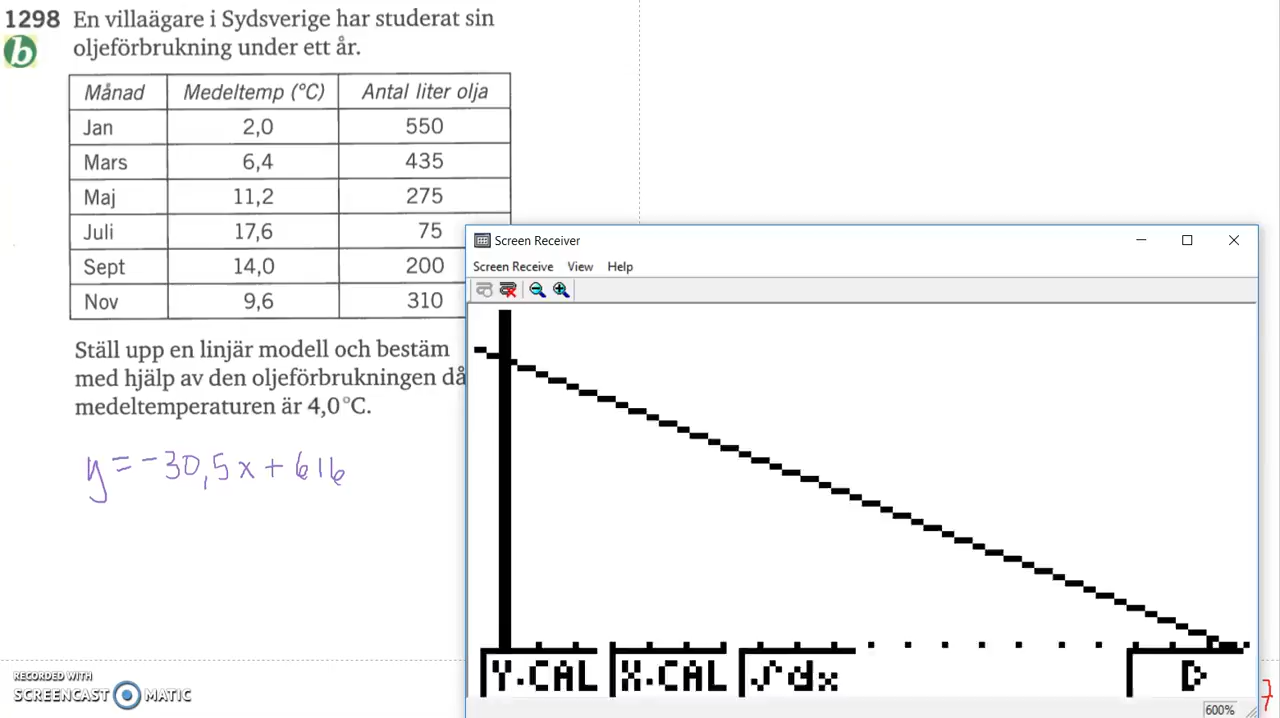 1298 En villaägare i Sydsverige har studerat sin
b oljeförbrukning under ett år.
Månad Medeltemp (°C) Antal liter olja
Jan 2,0 550
Mars 6,4 435
Maj 11,2 275
Juli 17,6 75
Sept 14,0 200
Nov 9,6 310
Ställ upp en linjär modell och bestäm
med hjälp av den oljeförbrukningen då
medeltemperaturen är 4,0 °C.
y = -30,5x + 616
Screen Receiver
Screen Receive View Help
Y-CAL X-CAL ∫dx
600%
7
RECORDED WITH
SCREENCAST MATIC